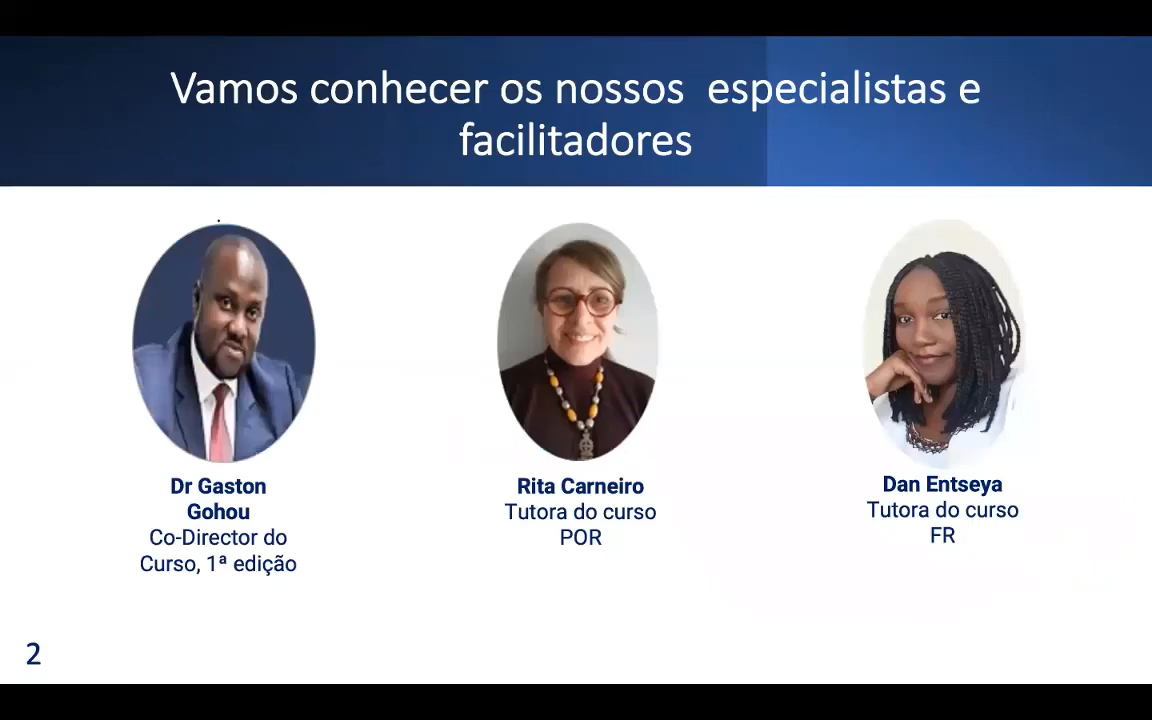 Vamos conhecer os nossos especialistas e
facilitadores
Dr Gaston
Gohou
Co-Director do
Curso, 1ª edição
Rita Carneiro
Tutora do curso
POR
Dan Entseya
Tutora do curso
FR
2